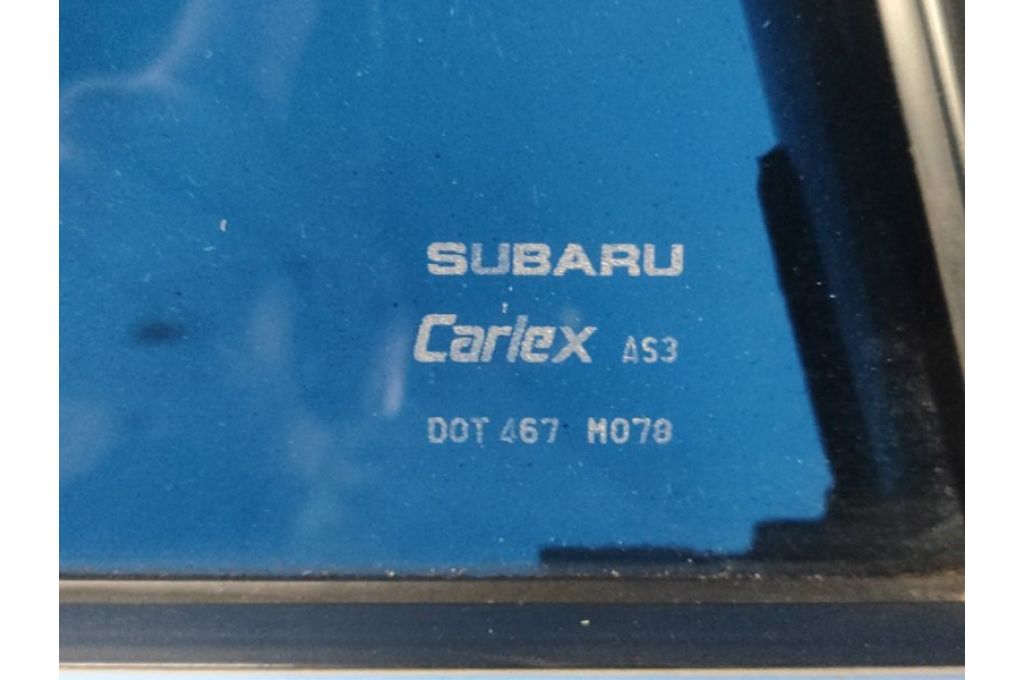 SUBARU
Carlex AS3
DOT 467 M078